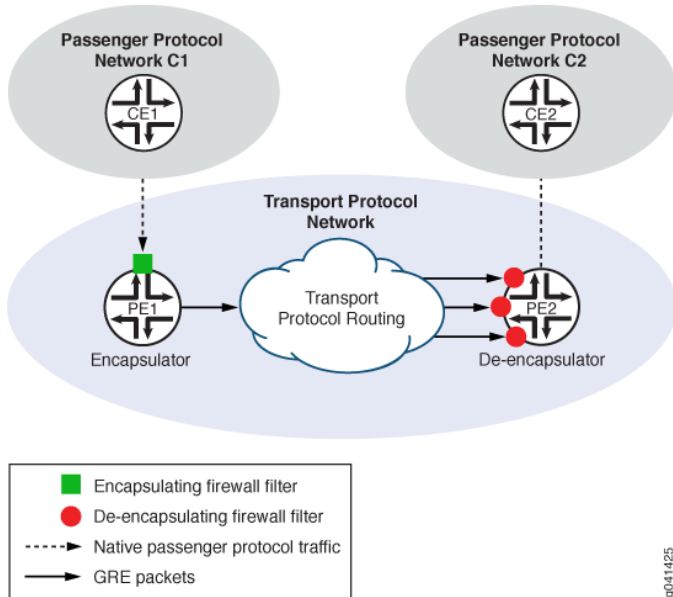 Passenger Protocol
Network C1
CE1
Passenger Protocol
Network C2
CE2
Transport Protocol
Network
PE1
Encapsulator
Transport
Protocol Routing
PE2
De-encapsulator
Encapsulating firewall filter
De-encapsulating firewall filter
Native passenger protocol traffic
GRE packets
g041425